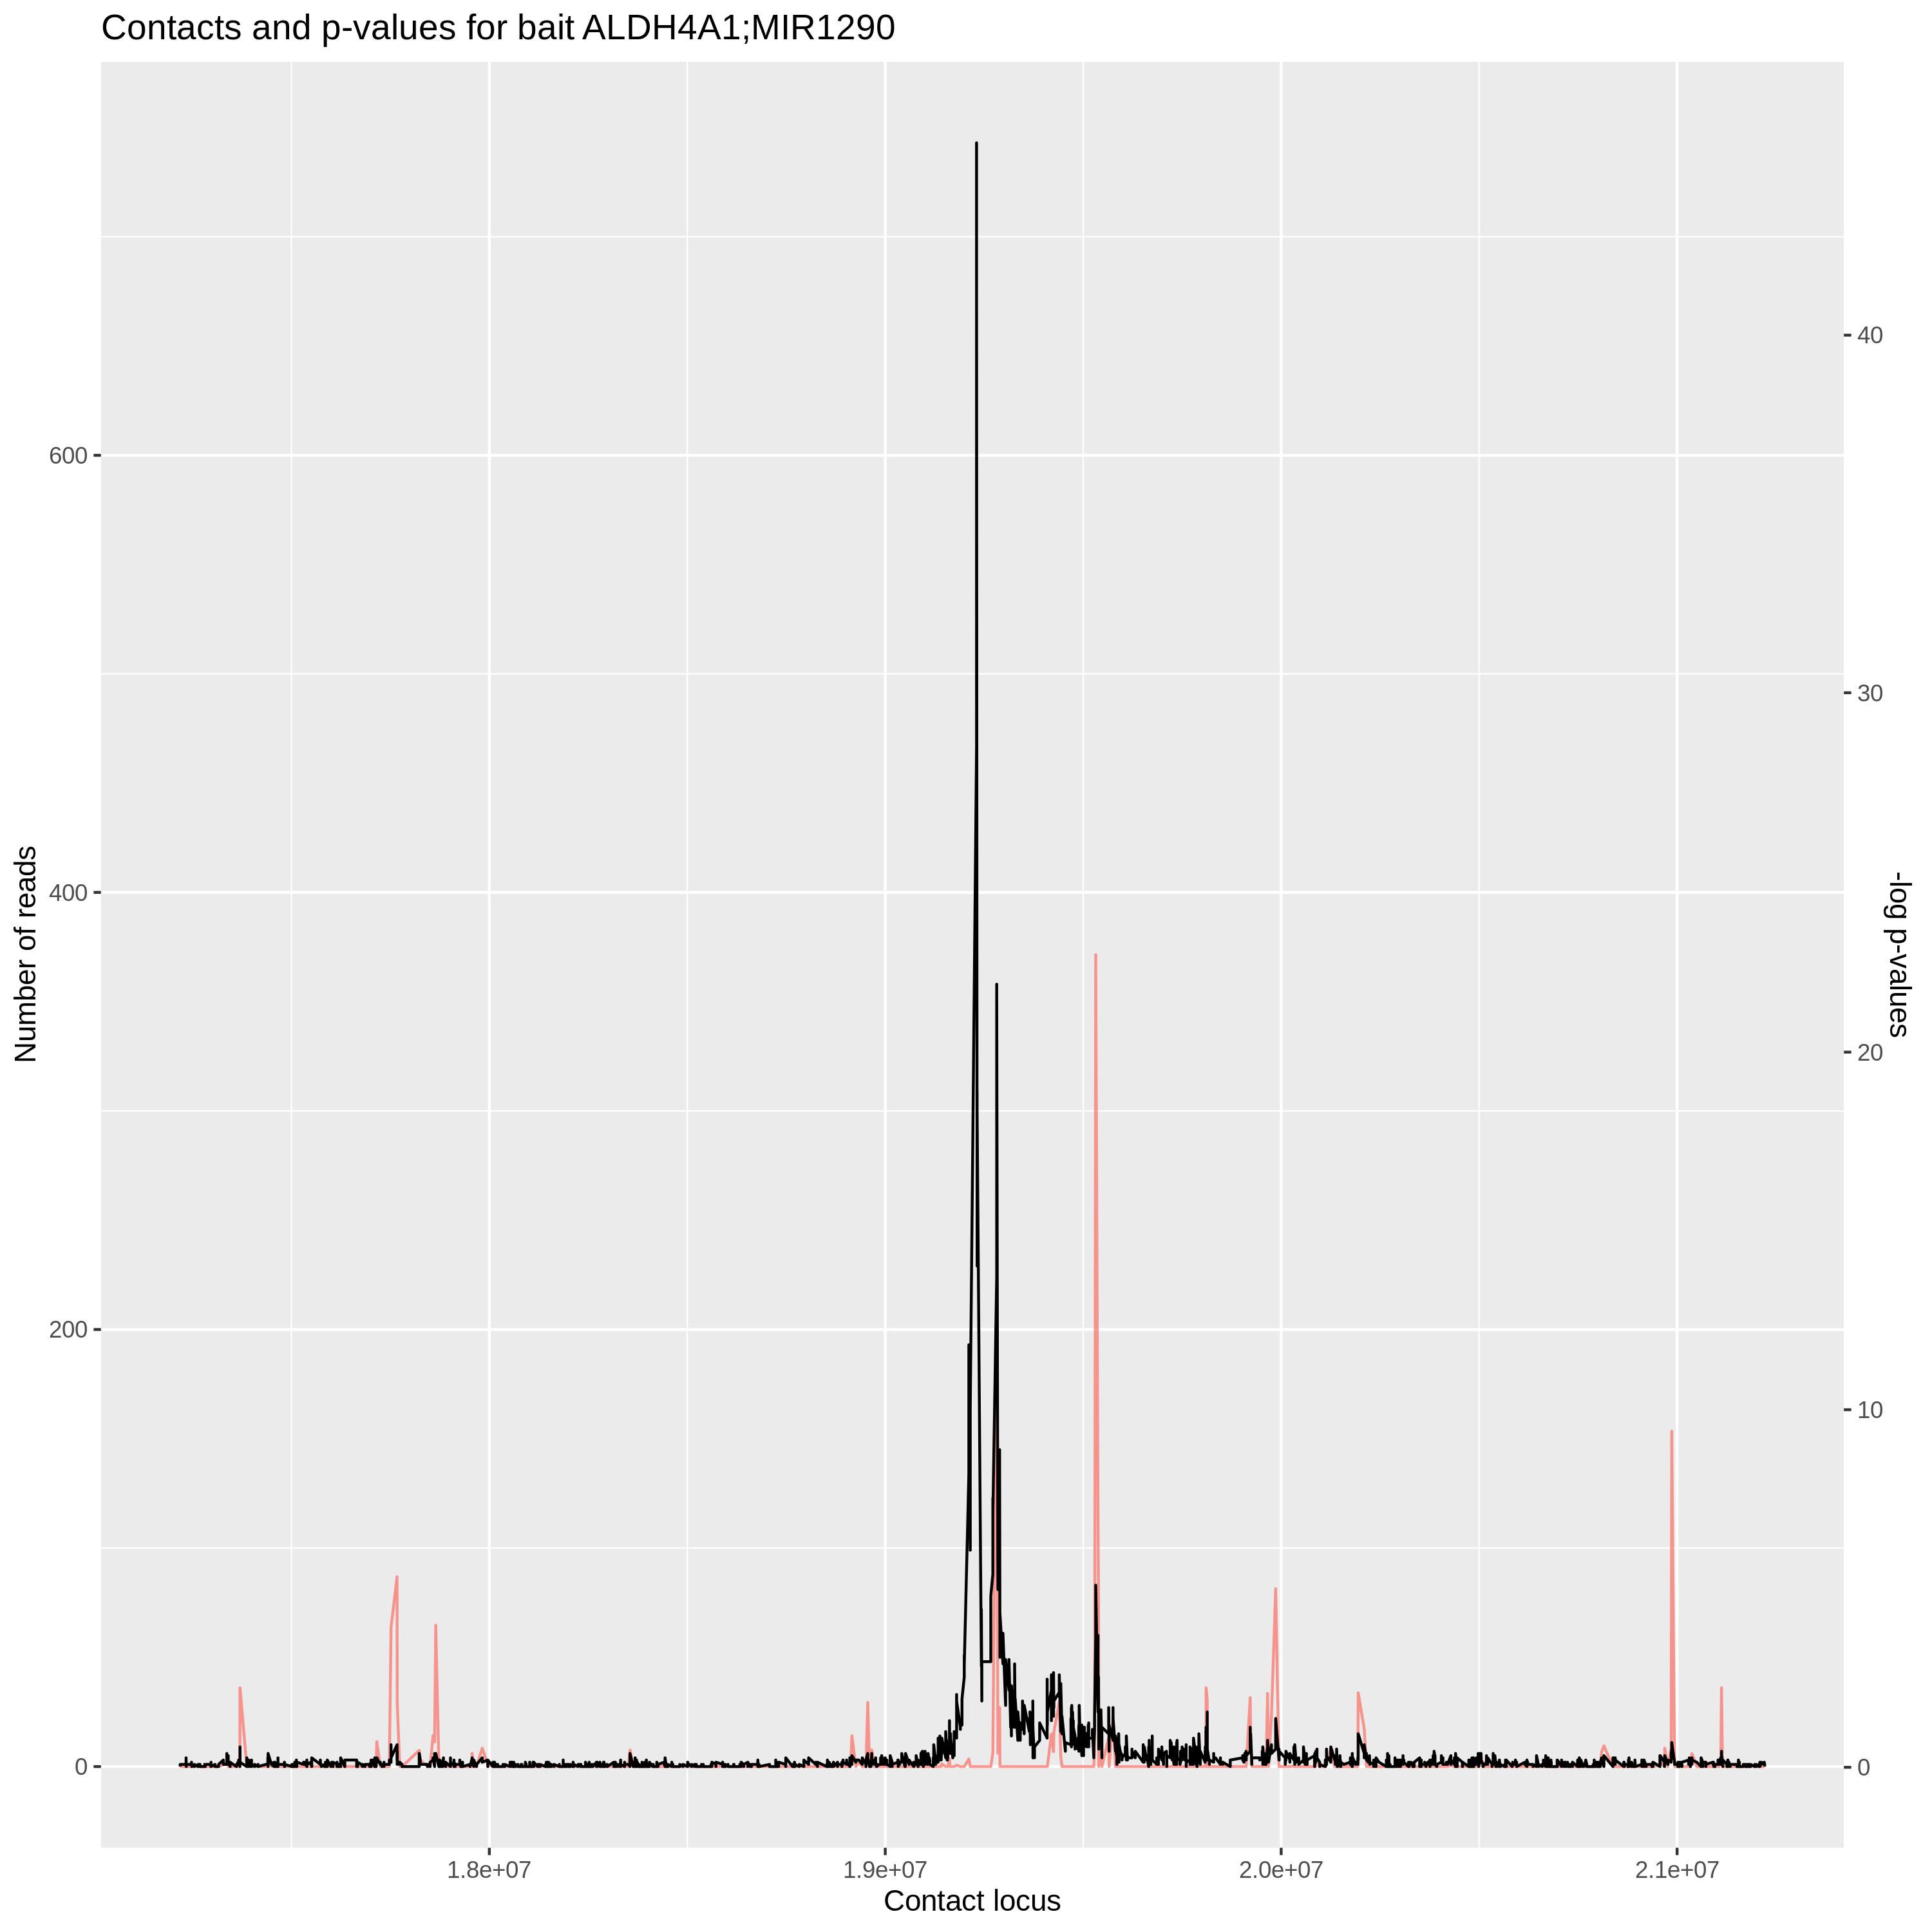 Contacts and p-values for bait ALDH4A1;MIR1290
600
400
200
0
Number of reads
40
30
20
10
0
-log p-values
1.8e+07 1.9e+07 2.0e+07 2.1e+07
Contact locus